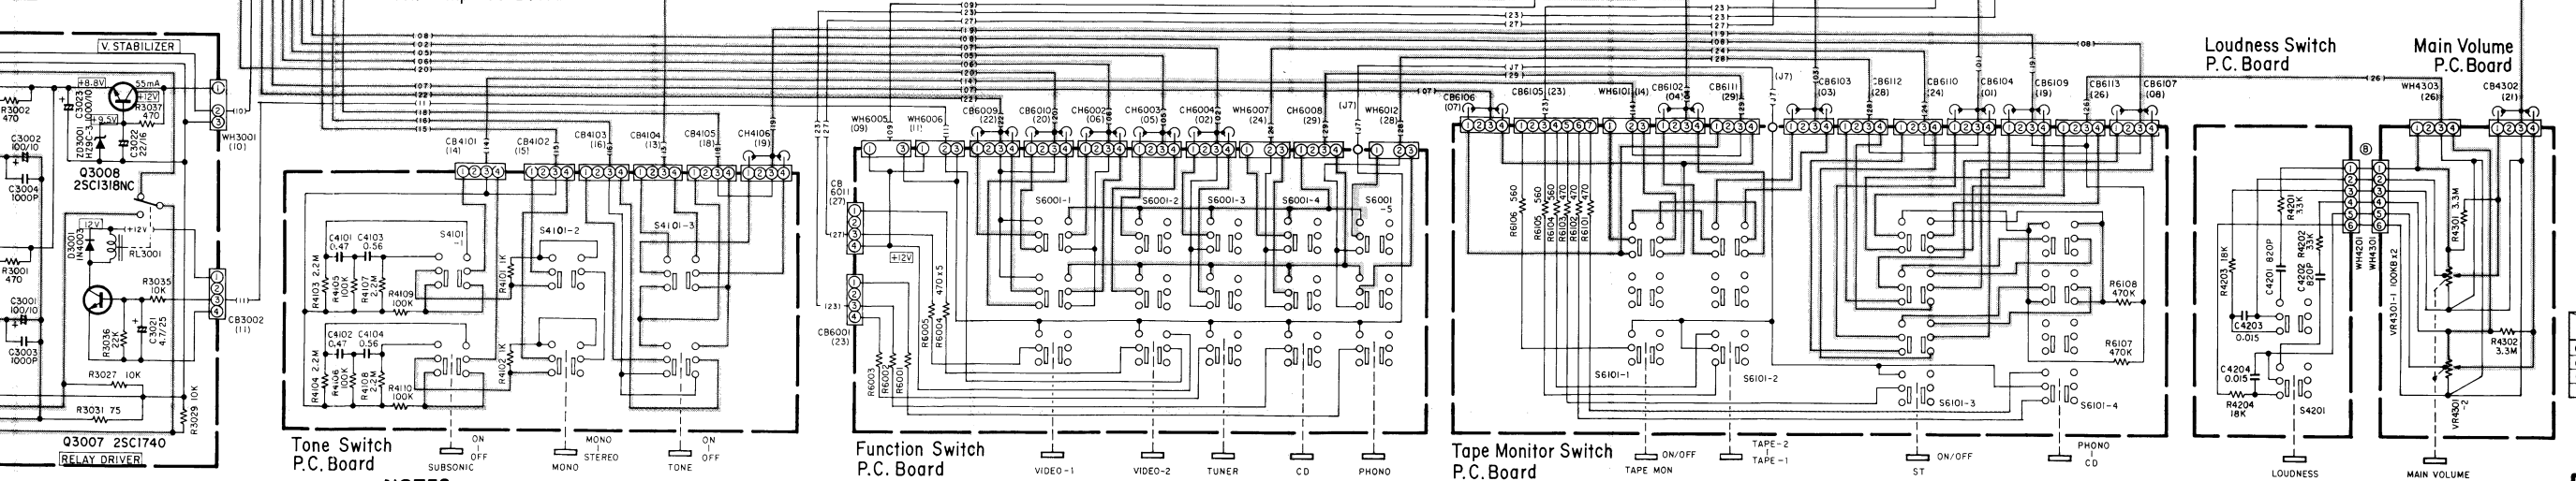 V. STABILIZER
+8.8V
55mA
+12V
R3037
470
C3023
1000/10
+9.5V
ZD3001
HZ9C-3
C3022
22/16
R3002
470
C3002
100/10
C3004
1000P
Q3008
2SC1318NC
WH3001
(10)
12V
(+12V)
D3001
IN4003
RL3001
R3001
470
R3035
10K
C3001
100/10
C3003
1000P
R3036
22K
C3021
4.7/25
CB3002
(11)
R3027 10K
R3031 75
R3029 10K
Q3007 2SC1740
RELAY DRIVER
CB4101
(14)
CB4102
(15)
CB4103
(16)
CB4104
(13)
CB4105
(18)
CH4106
(19)
C4101
0.47
C4103
0.56
S4101
-1
S4101-2
S4101-3
R4103 2.2M
R4105
100K
R4107
2.2M
R4109
100K
R4101 1K
C4102
0.47
C4104
0.56
R4104 2.2M
R4106
100K
R4108
2.2M
R4110
100K
R4102 1K
Tone Switch
P.C. Board
ON
OFF
SUBSONIC
MONO
STEREO
MONO
ON
OFF
TONE
WH6005
(09)
WH6006
(11)
CB6009
(22)
CB6010
(20)
CH6002
(06)
CH6003
(05)
CH6004
(02)
WH6007
(24)
CH6008
(29)
(J7)
WH6012
(28)
CB
6011
(27)
+12V
CB6001
(23)
S6001-1
S6001-2
S6001-3
S6001-4
S6001
-5
470 x 5
R6005
R6004
R6003
R6002
R6001
Function Switch
P.C. Board
VIDEO-1
VIDEO-2
TUNER
CD
PHONO
CB6106
(07)
CB6105 (23)
WH6101 (14)
CB6102
(04)
CB6111
(29)
(J7)
CB6103
(03)
CB6112
(28)
CB6110
(24)
CB6104
(01)
CB6109
(19)
CB6113
(26)
CB6107
(08)
R6106 560
R6105 560
R6104 560
R6103 470
R6102 470
R6101 470
R6108
470K
R6107
470K
S6101-1
S6101-2
S6101-3
S6101-4
Tape Monitor Switch
P.C. Board
ON/OFF
TAPE MON
TAPE-2
TAPE-1
ON/OFF
ST
PHONO
CD
Loudness Switch
P.C. Board
R4201
33K
R4202
33K
C4201 820P
C4202
820P
R4203 18K
C4203
0.015
C4204
0.015
R4204
18K
S4201
LOUDNESS
WH4201
WH4301
Main Volume
P.C. Board
WH4303
(26)
CB4302
(21)
R4301 3.3M
VR4301-1 100KB x 2
R4302
3.3M
VR4301
-2
MAIN VOLUME